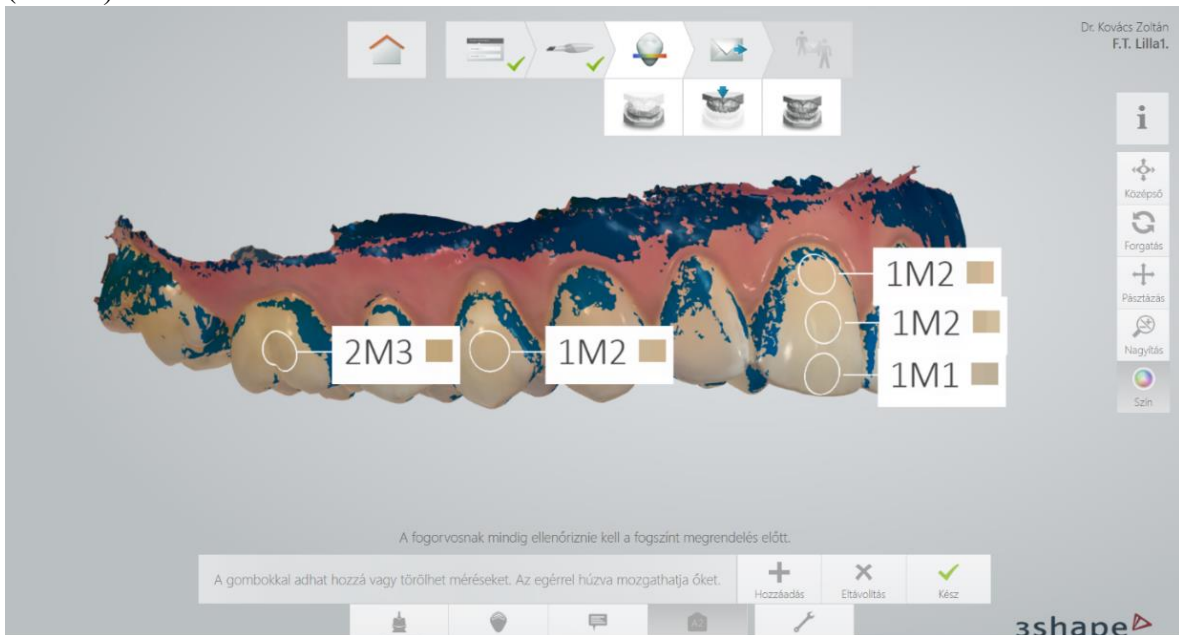 Dr. Kovács Zoltán
F.T. Lilla1.
i
Középső
Forgatás
Pásztázás
Nagyítás
Szín
1M2
1M2
1M1
2M3
1M2
A fogorvosnak mindig ellenőriznie kell a fogszínt megrendelés előtt.
A gombokkal adhat hozzá vagy törölhet méréseket. Az egérrel húzva mozgathatja őket.
Hozzáadás
Eltávolítás
Kész
A2
3shape